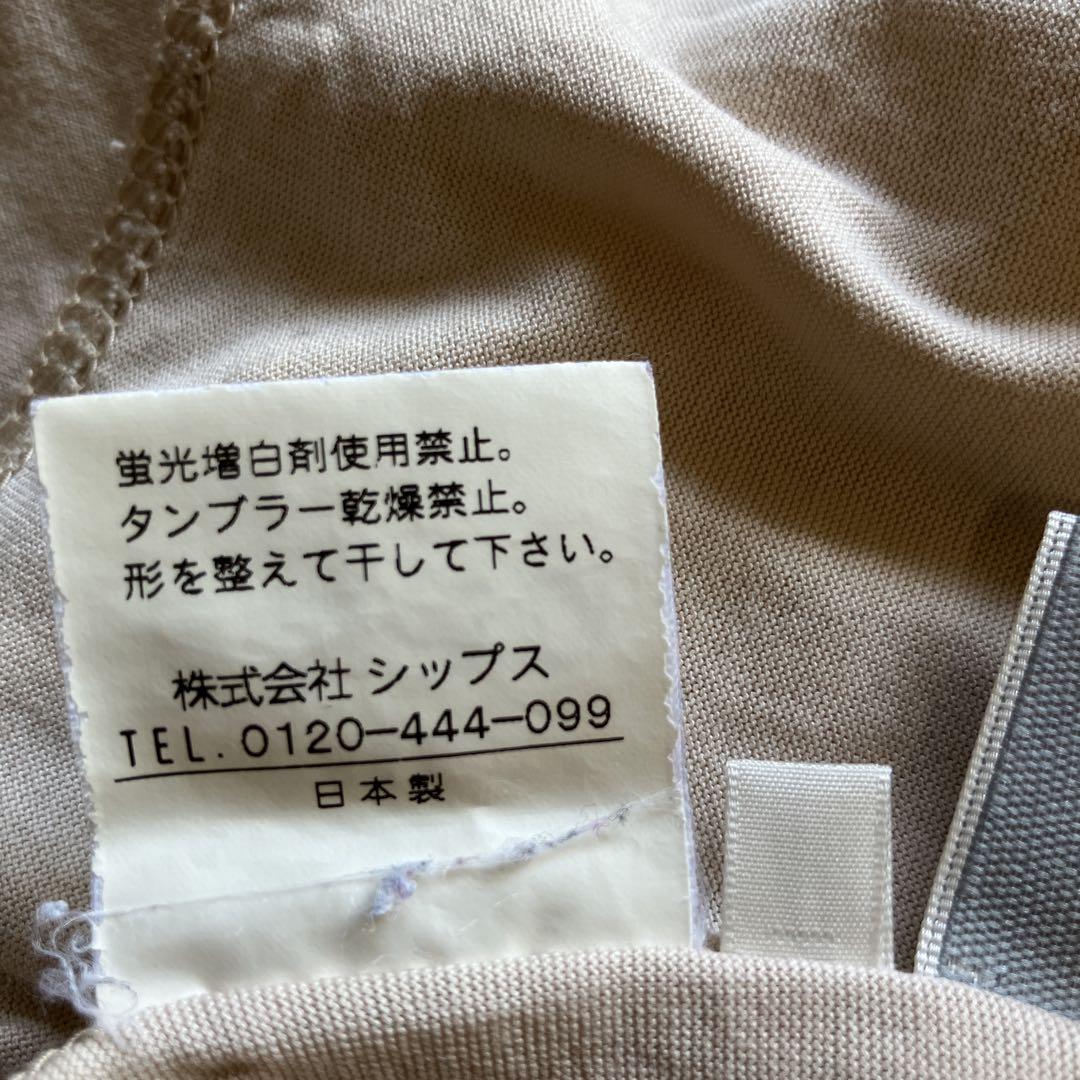 蛍光増白剤使用禁止。
タンブラー乾燥禁止。
形を整えて干して下さい。
株式会社 シップス
TEL. 0120-444-099
日本製